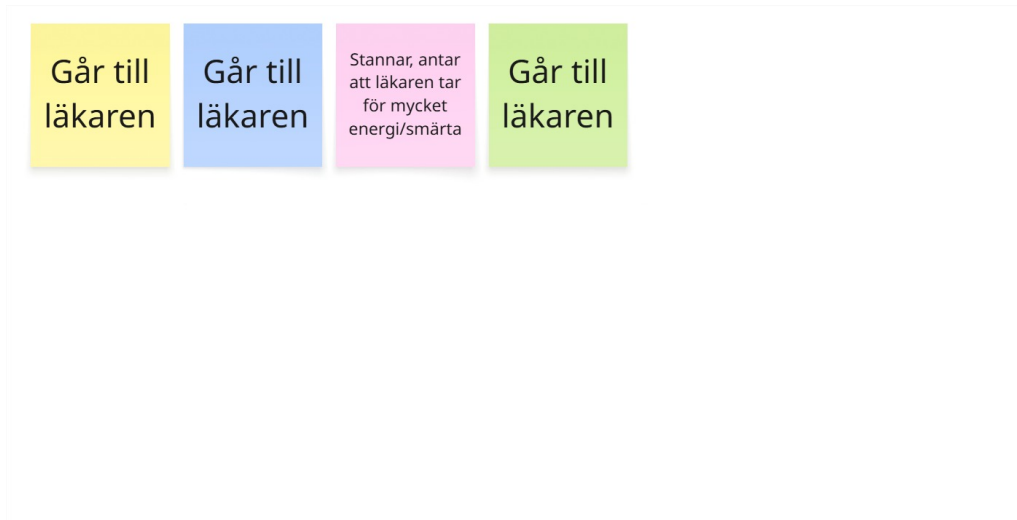 Går till
läkaren
Går till
läkaren
Stannar, antar
att läkaren tar
för mycket
energi/smärta
Går till
läkaren